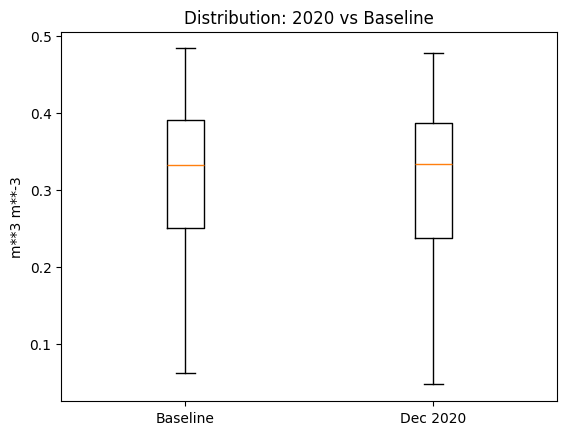 Distribution: 2020 vs Baseline
m**3 m**-3
0.5
0.4
0.3
0.2
0.1
Baseline
Dec 2020